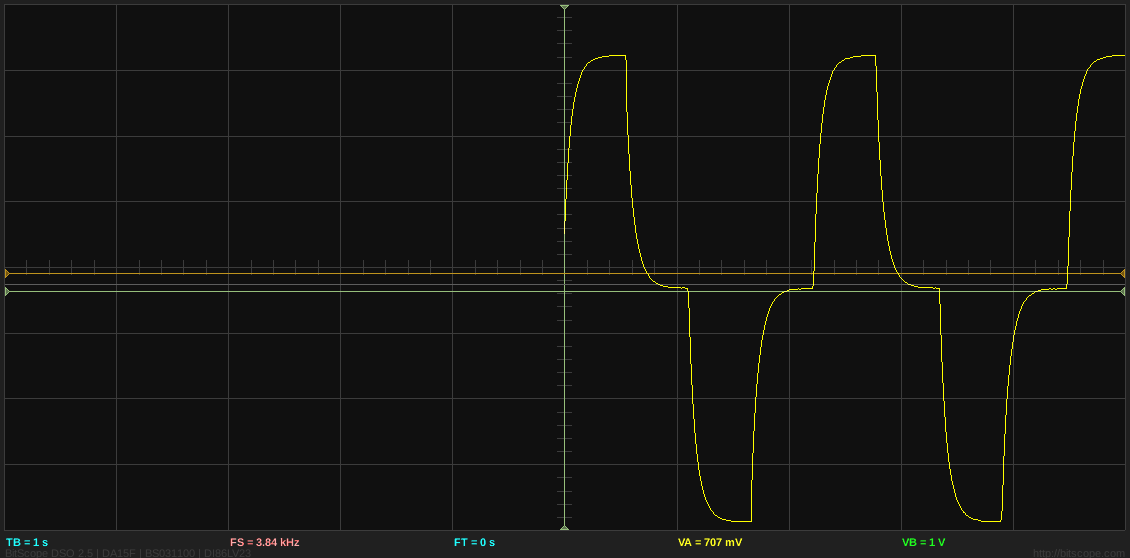 TB = 1 s FS = 3.84 kHz FT = 0 s VA = 707 mV VB = 1 V
BitScope DSO 2.5 | DA15F | BS031100 | DI86LV23 http://bitscope.com